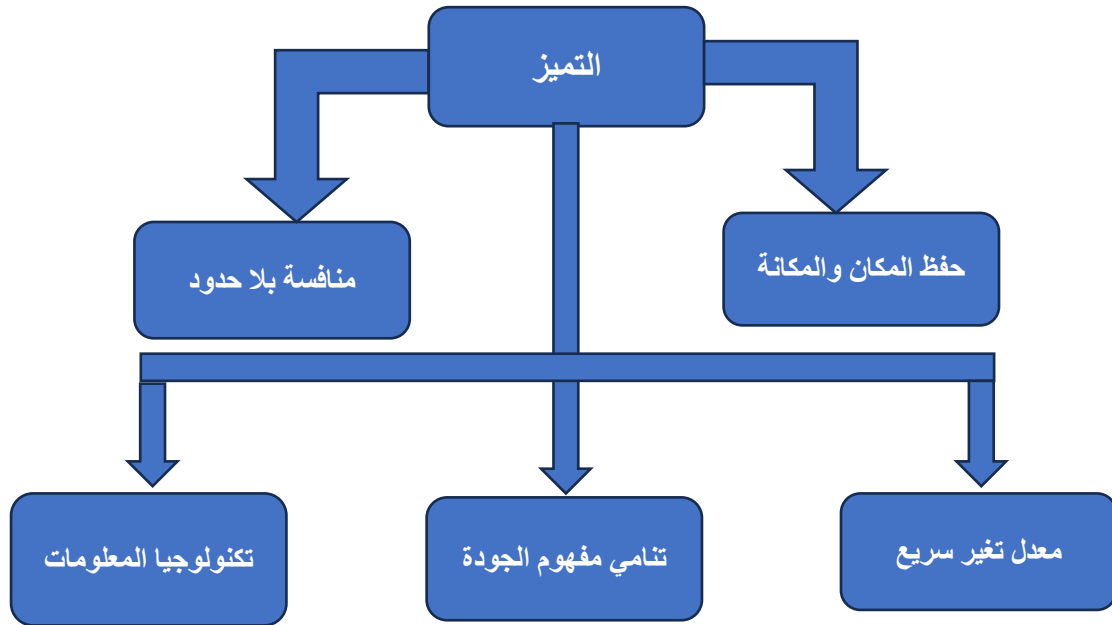 التميز
حفظ المكان والمكانة
منافسة بلا حدود
معدل تغير سريع
تنامي مفهوم الجودة
تكنولوجيا المعلومات